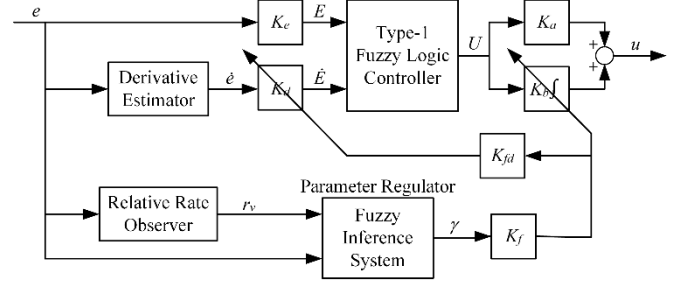 e
K_e
E
Type-1
Fuzzy Logic
Controller
U
K_a
+
+
u
Derivative
Estimator
ė
K_d
Ė
K_b∫
K_fd
Parameter Regulator
Relative Rate
Observer
r_v
Fuzzy
Inference
System
γ
K_f